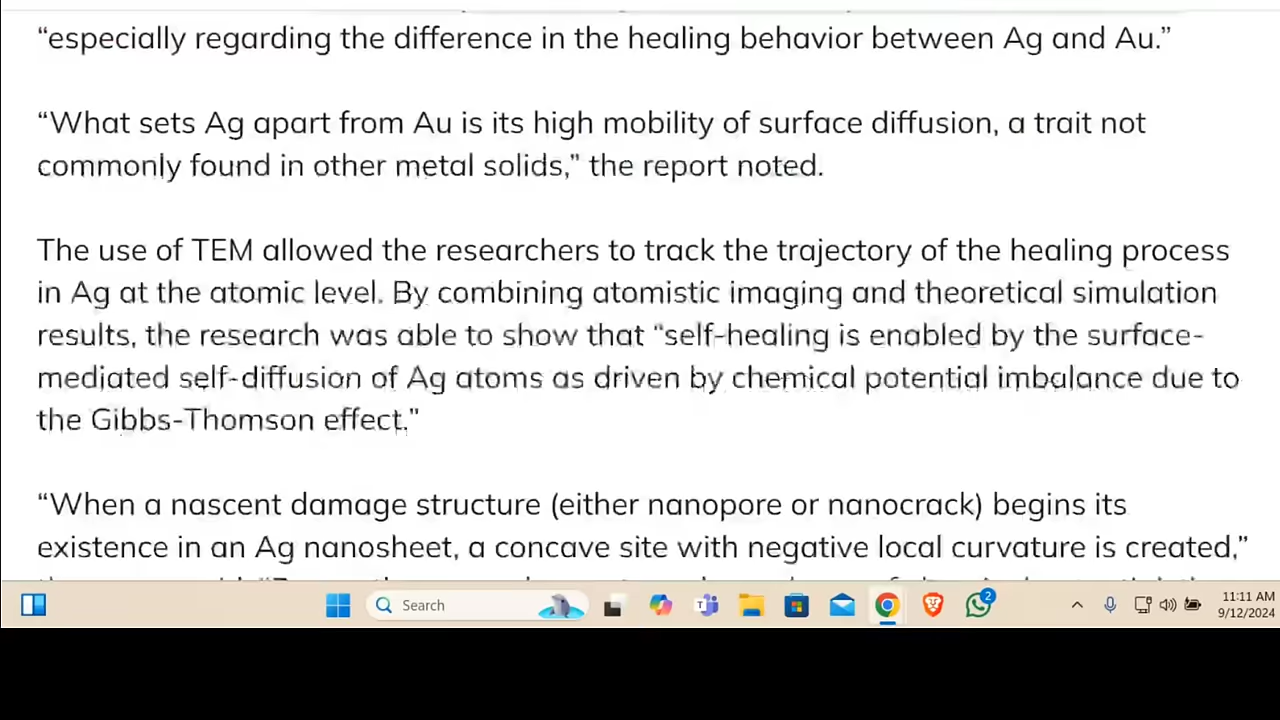 “especially regarding the difference in the healing behavior between Ag and Au.”
“What sets Ag apart from Au is its high mobility of surface diffusion, a trait not
commonly found in other metal solids,” the report noted.
The use of TEM allowed the researchers to track the trajectory of the healing process
in Ag at the atomic level. By combining atomistic imaging and theoretical simulation
results, the research was able to show that “self-healing is enabled by the surface-
mediated self-diffusion of Ag atoms as driven by chemical potential imbalance due to
the Gibbs-Thomson effect.”
“When a nascent damage structure (either nanopore or nanocrack) begins its
existence in an Ag nanosheet, a concave site with negative local curvature is created,”
Search
2
11:11 AM
9/12/2024